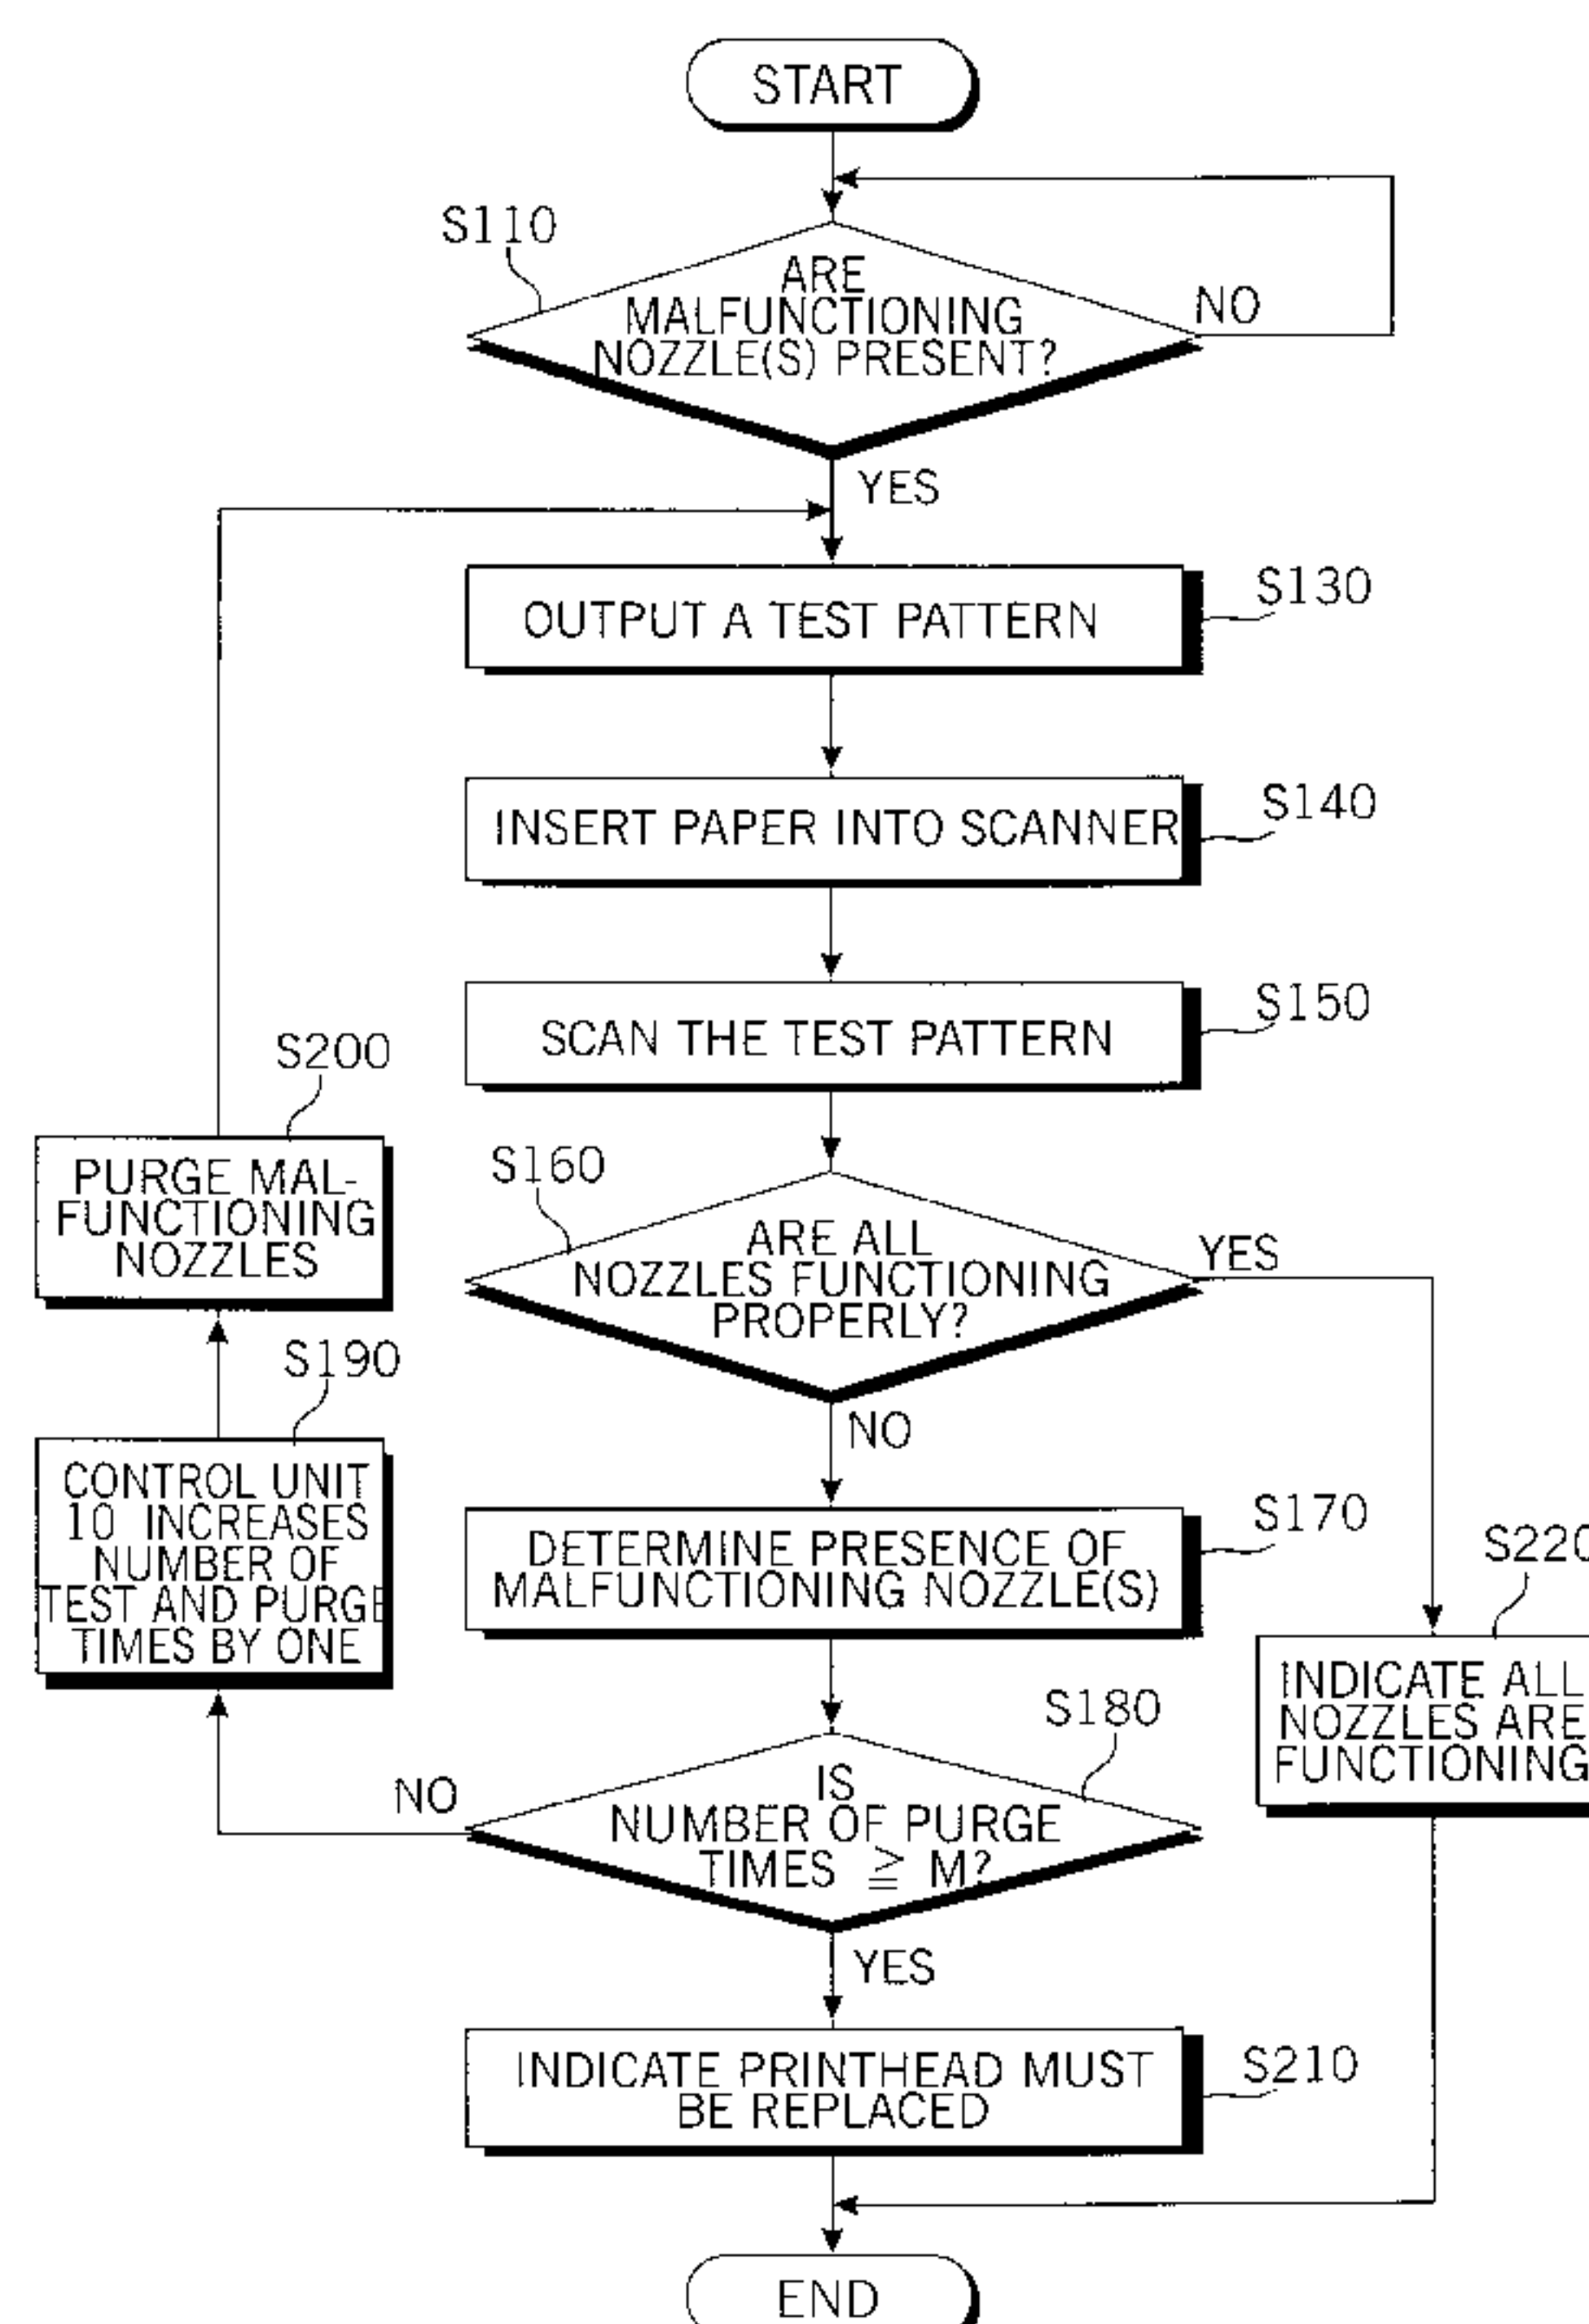 START
S110
ARE
MALFUNCTIONING
NOZZLE(S) PRESENT?
NO
YES
OUTPUT A TEST PATTERN
S130
INSERT PAPER INTO SCANNER
S140
SCAN THE TEST PATTERN
S150
S200
PURGE MAL-
FUNCTIONING
NOZZLES
S160
ARE ALL
NOZZLES FUNCTIONING
PROPERLY?
YES
NO
S190
CONTROL UNIT
10 INCREASES
NUMBER OF
TEST AND PURGE
TIMES BY ONE
DETERMINE PRESENCE OF
MALFUNCTIONING NOZZLE(S)
S170
S220
INDICATE ALL
NOZZLES ARE
FUNCTIONING
S180
IS
NUMBER OF PURGE
TIMES ≧ M?
NO
YES
INDICATE PRINTHEAD MUST
BE REPLACED
S210
END